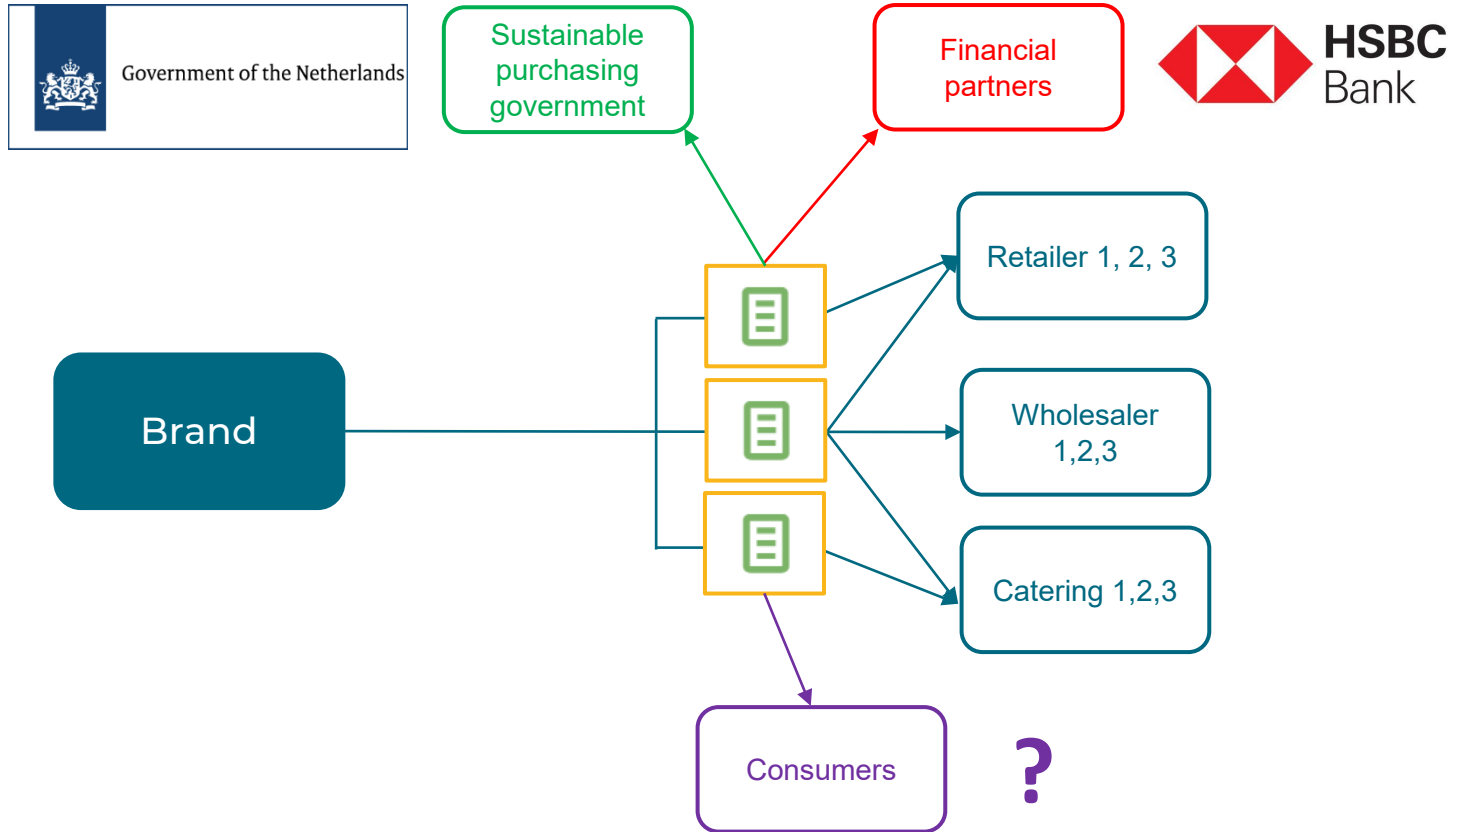 Government of the Netherlands
Sustainable
purchasing
government
Financial
partners
HSBC
Bank
Retailer 1, 2, 3
Brand
Wholesaler
1,2,3
Catering 1,2,3
Consumers
?